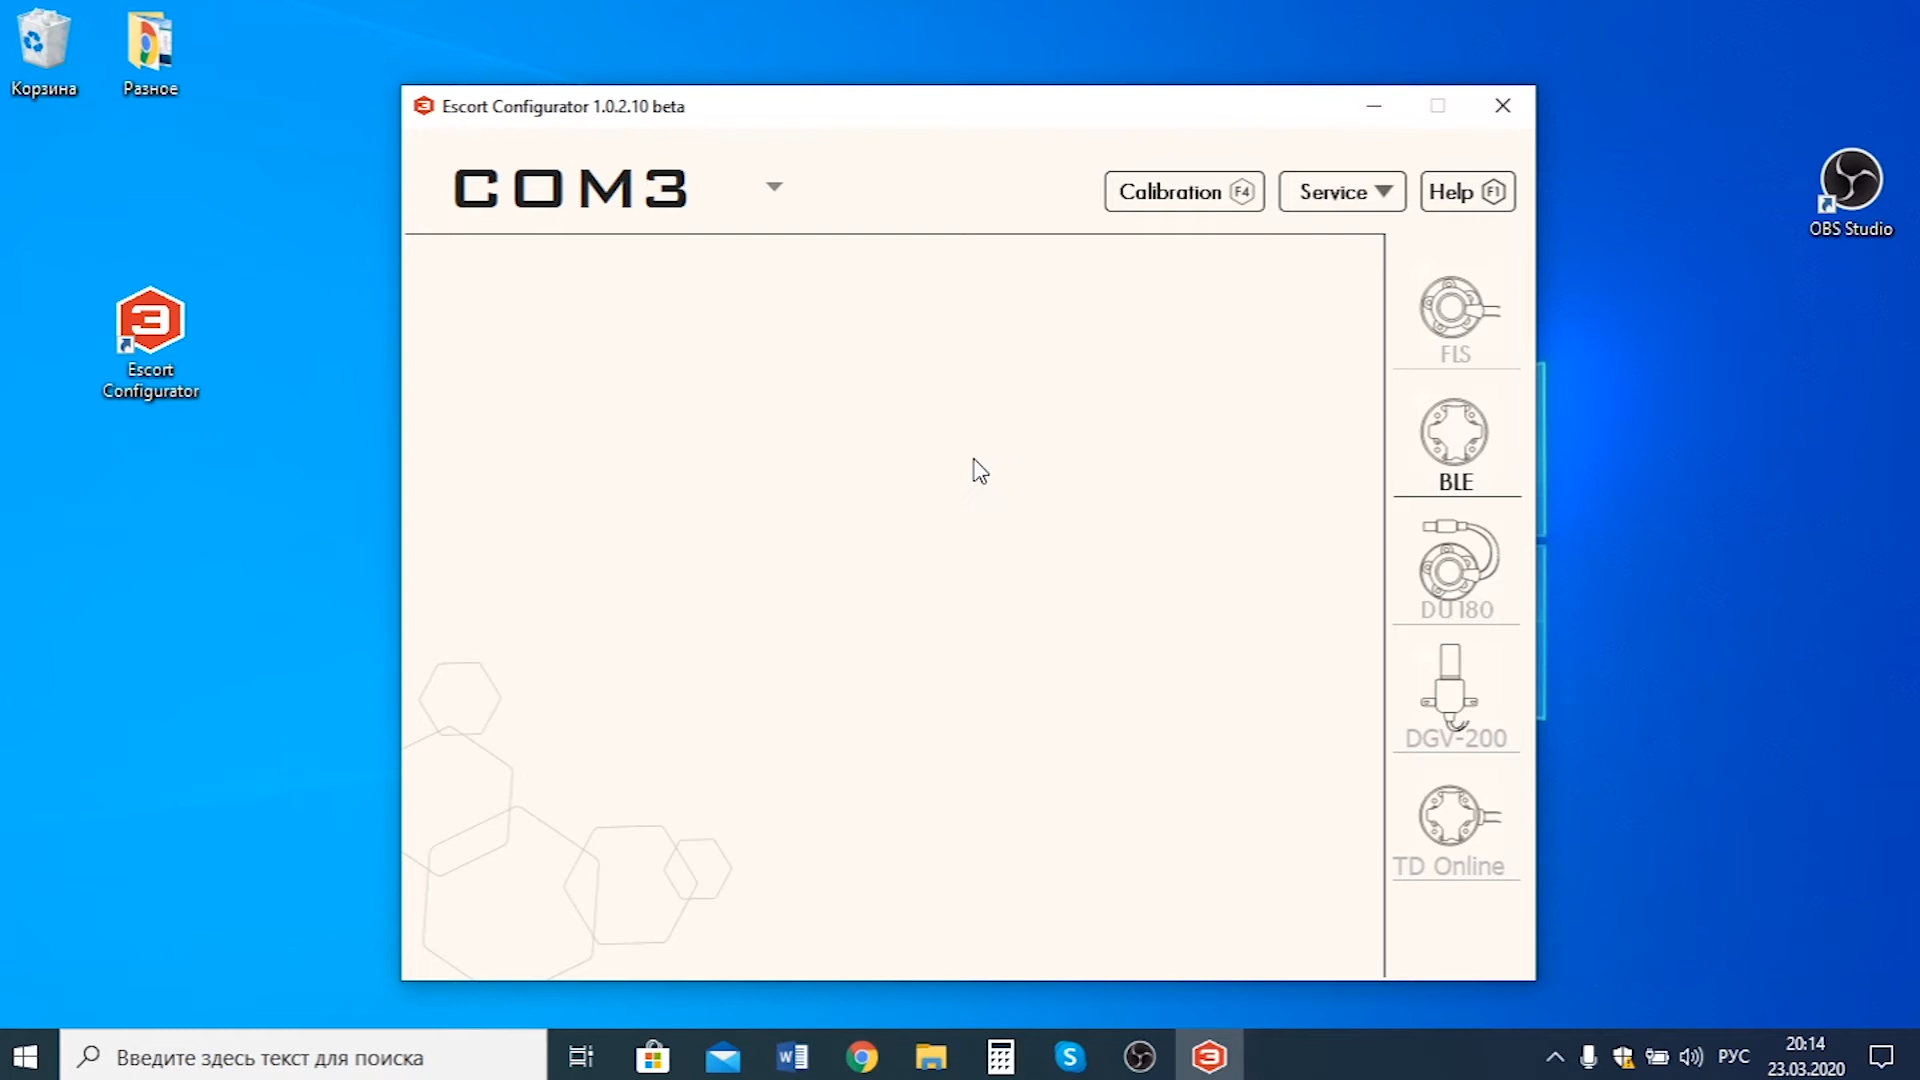 Корзина
Разное
Escort
Configurator
Escort Configurator 1.0.2.10 beta
COM3
Calibration F4
Service
Help F1
FLS
BLE
DU180
DGV-200
TD Online
OBS Studio
Введите здесь текст для поиска
РУС
20:14
23.03.2020